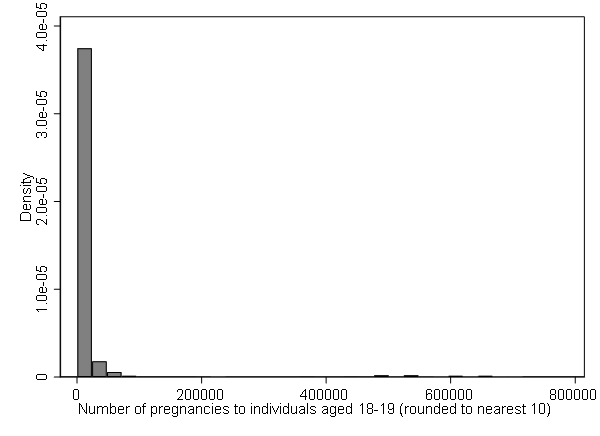 4.0e-05
3.0e-05
2.0e-05
1.0e-05
0
Density
0 200000 400000 600000 800000
Number of pregnancies to individuals aged 18-19 (rounded to nearest 10)